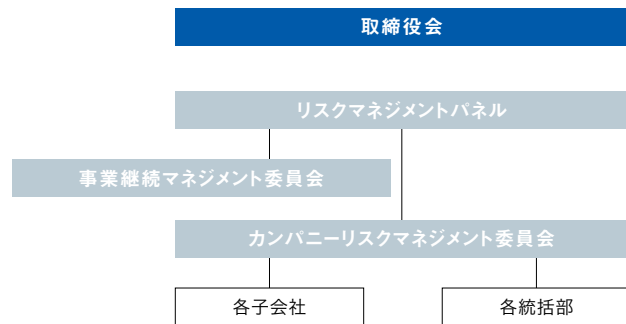 取締役会
リスクマネジメントパネル
事業継続マネジメント委員会
カンパニーリスクマネジメント委員会
各子会社
各統括部